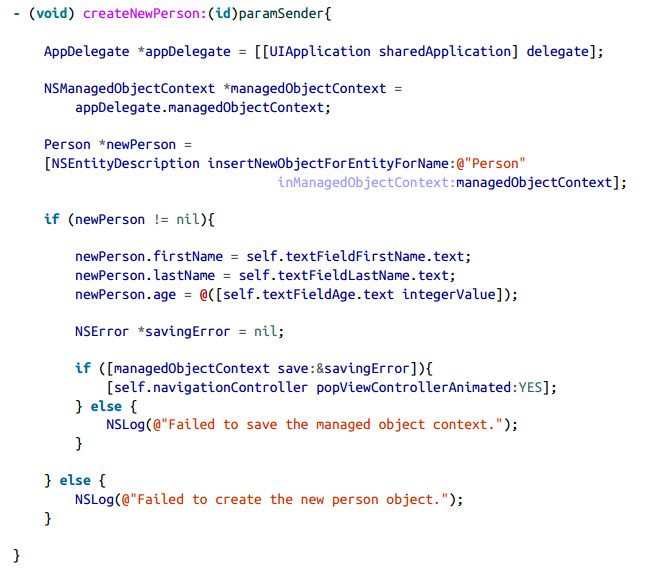 - (void) createNewPerson:(id)paramSender{
AppDelegate *appDelegate = [[UIApplication sharedApplication] delegate];
NSManagedObjectContext *managedObjectContext =
appDelegate.managedObjectContext;
Person *newPerson =
[NSEntityDescription insertNewObjectForEntityForName:@"Person"
inManagedObjectContext:managedObjectContext];
if (newPerson != nil){
newPerson.firstName = self.textFieldFirstName.text;
newPerson.lastName = self.textFieldLastName.text;
newPerson.age = @([self.textFieldAge.text integerValue]);
NSError *savingError = nil;
if ([managedObjectContext save:&savingError]){
[self.navigationController popViewControllerAnimated:YES];
} else {
NSLog(@"Failed to save the managed object context.");
}
} else {
NSLog(@"Failed to create the new person object.");
}
}